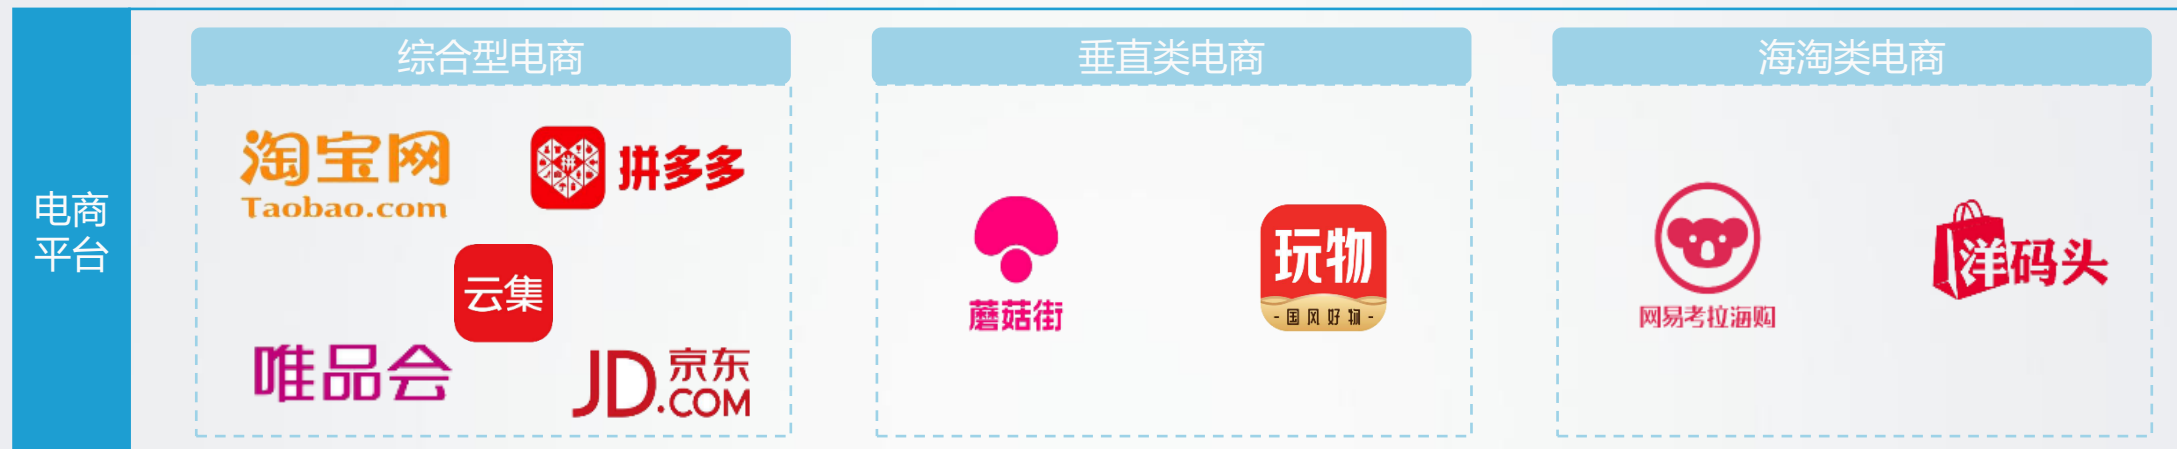 电商
平台
综合型电商
淘宝网
Taobao.com
拼
拼多多
云集
唯品会
JD 京东
.COM
垂直类电商
蘑菇街
玩物
-国风好物-
海淘类电商
网易考拉海购
洋码头